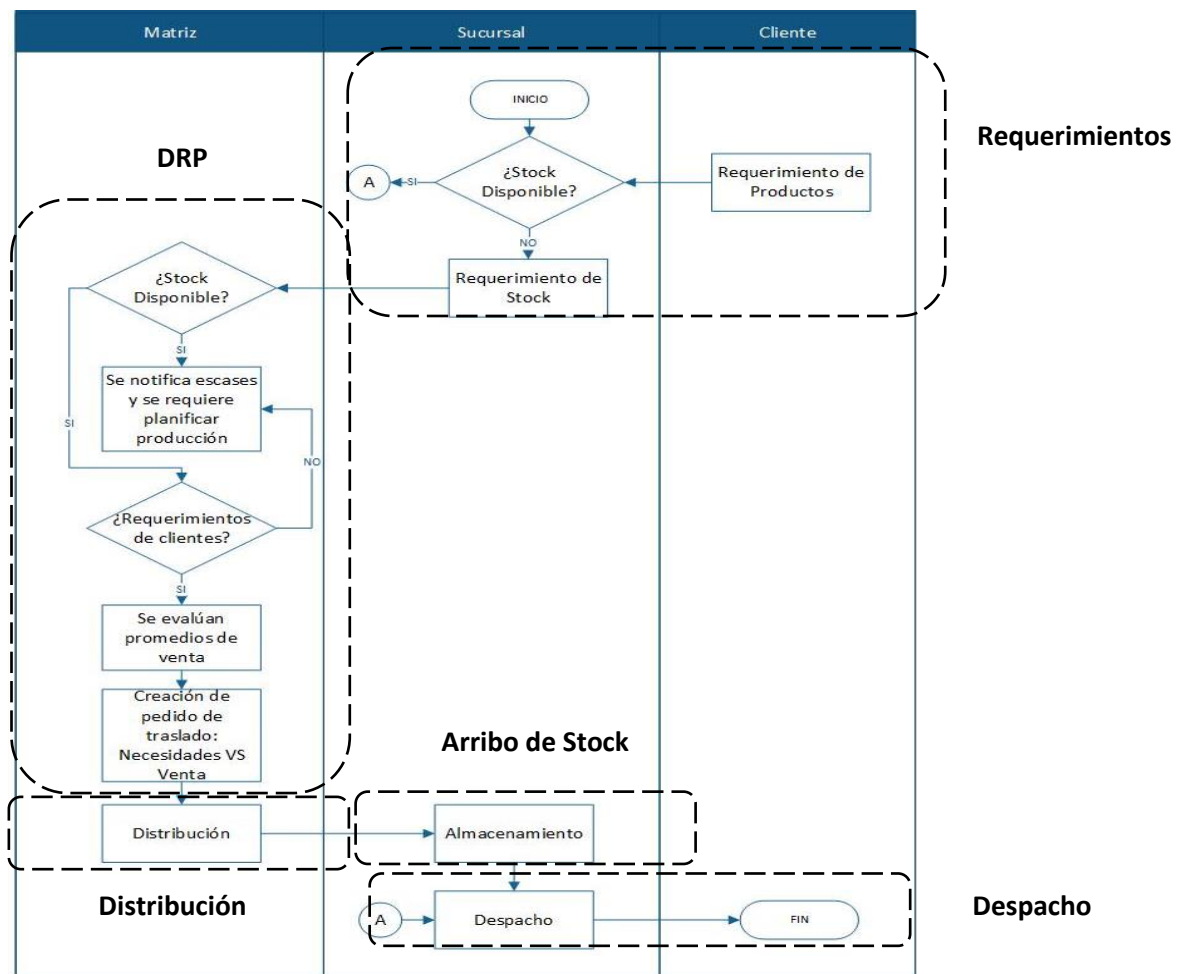 Matriz
Sucursal
Cliente
INICIO
Requerimientos
DRP
A
SI
¿Stock
Disponible?
Requerimiento de
Productos
NO
¿Stock
Disponible?
Requerimiento de
Stock
SI
Se notifica escases
y se requiere
planificar
producción
SI
NO
¿Requerimientos
de clientes?
SI
Se evalúan
promedios de
venta
Creación de
pedido de
traslado:
Necesidades VS
Venta
Arribo de Stock
Distribución
Almacenamiento
Distribución
A
Despacho
FIN
Despacho